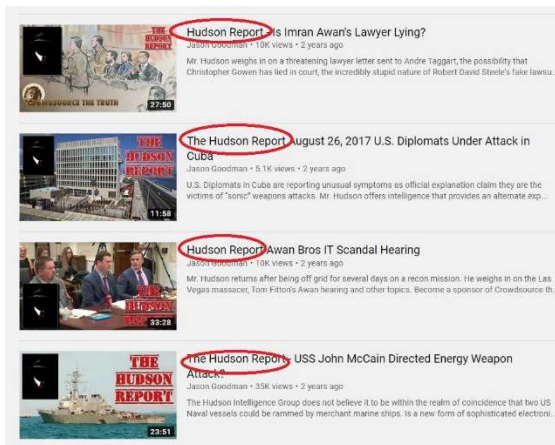 THE
HUDSON
REPORT
CROWDSOURCE THE TRUTH
27:50
Hudson Report - Is Imran Awan's Lawyer Lying?
Jason Goodman • 10K views • 2 years ago
Mr. Hudson weighs in on a threatening lawyer letter sent to Andre Taggart, the possibility that
Christopher Gowen has lied in court, the incredibly stupid nature of Robert David Steele's fake lawsu..
THE
HUDSON
REPORT
11:58
The Hudson Report August 26, 2017 U.S. Diplomats Under Attack in
Cuba
Jason Goodman • 5.1K views • 2 years ago
U.S. Diplomats in Cuba are reporting unusual symptoms as official explanation claim they are the
victims of "sonic" weapons attacks. Mr. Hudson offers intelligence that provides an alternate exp...
THE
HUDSON
33:28
Hudson Report Awan Bros IT Scandal Hearing
Jason Goodman • 10K views • 2 years ago
Mr. Hudson returns after being off grid for several days on a recon mission. He weighs in on the Las
Vegas massacer, Tom Fitton's Awan hearing and other topics. Become a sponsor of Crowdsource th.
THE
HUDSON
REPORT
23:51
The Hudson Report - USS John McCain Directed Energy Weapon
Attack?
Jason Goodman • 35K views • 2 years ago
The Hudson Intelligence Group does not believe it to be within the realm of coincidence that two US
Naval vessels could be rammed by merchant marine ships. Is a new form of sophisticated electroni..